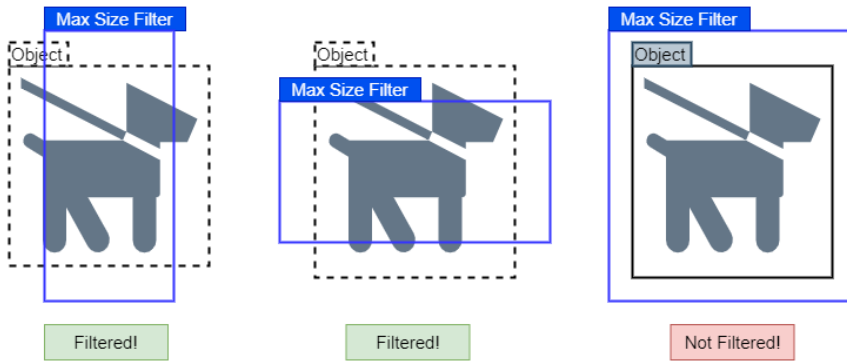 Max Size Filter
Object
Filtered!
Object
Max Size Filter
Filtered!
Max Size Filter
Object
Not Filtered!